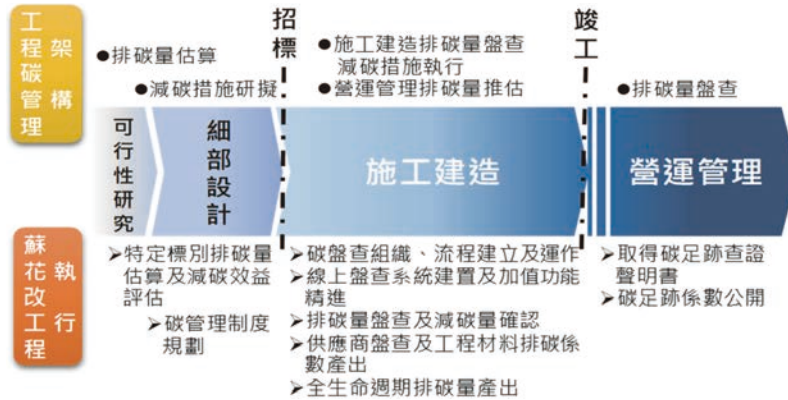 工程碳管理
架構
招標
竣工
●排碳量估算
●減碳措施研擬
●施工建造排碳量盤查
減碳措施執行
●營運管理排碳量推估
●排碳量盤查
可行性研究
細部設計
施工建造
營運管理
蘇花改工程
執行
➢特定標別排碳量
估算及減碳效益
評估
➢碳管理制度
規劃
➢碳盤查組織、流程建立及運作
➢線上盤查系統建置及加值功能
精進
➢排碳量盤查及減碳量確認
➢供應商盤查及工程材料排碳係
數產出
➢全生命週期排碳量產出
➢取得碳足跡查證
聲明書
➢碳足跡係數公開